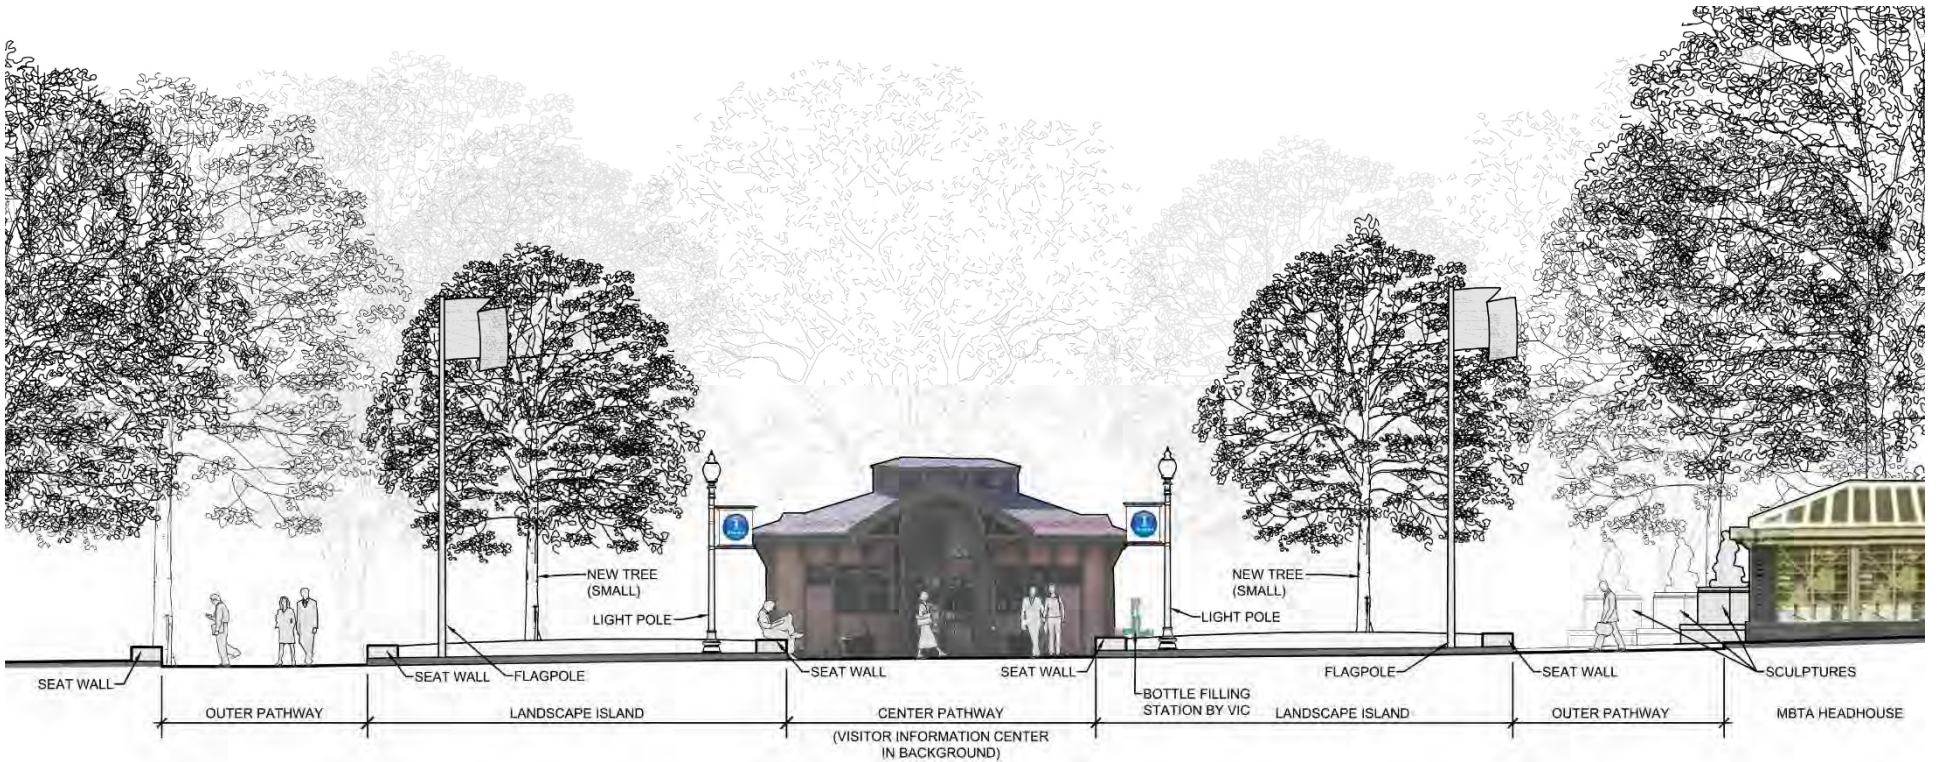 NEW TREE
(SMALL)
LIGHT POLE
NEW TREE
(SMALL)
LIGHT POLE
SEAT WALL
SEAT WALL
FLAGPOLE
SEAT WALL
SEAT WALL
FLAGPOLE
SEAT WALL
SCULPTURES
BOTTLE FILLING
STATION BY VIC
OUTER PATHWAY
LANDSCAPE ISLAND
CENTER PATHWAY
(VISITOR INFORMATION CENTER
IN BACKGROUND)
LANDSCAPE ISLAND
OUTER PATHWAY
MBTA HEADHOUSE